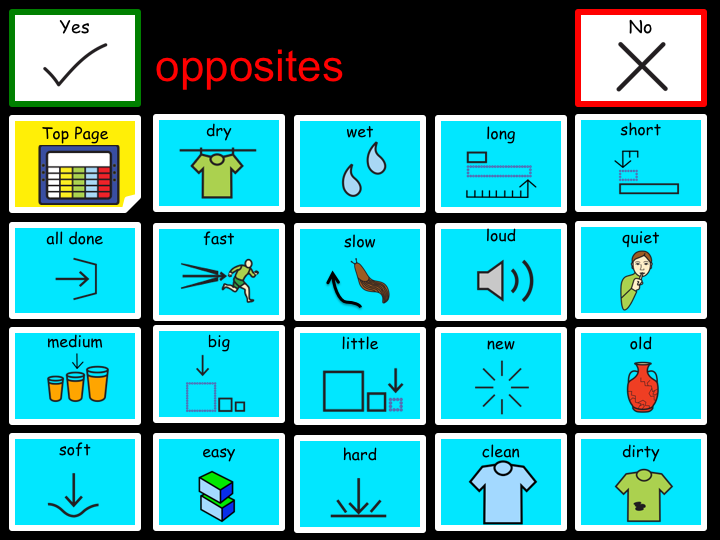 Yes
opposites
No
Top Page
dry
wet
long
short
all done
fast
slow
loud
quiet
medium
big
little
new
old
soft
easy
hard
clean
dirty